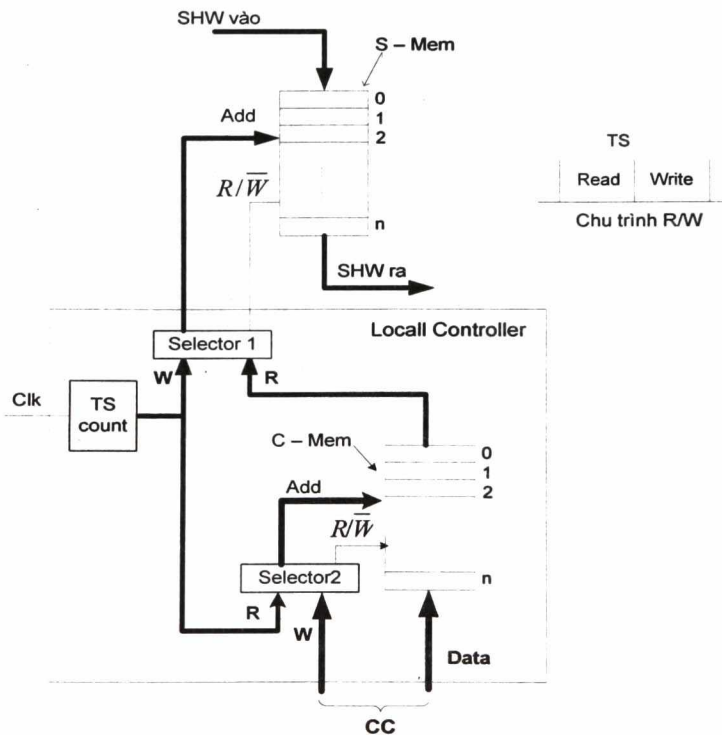 SHW vào
S – Mem
0
Add
1
2
TS
R/W̅
Read
Write
n
Chu trình R/W
SHW ra
Locall Controller
Selector 1
W
R
Clk
TS
count
0
C – Mem
1
2
Add
R/W̅
Selector2
n
R
W
Data
CC